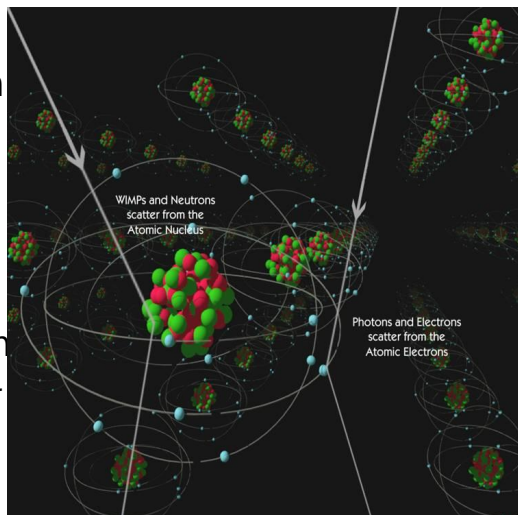 WIMPs and Neutrons
scatter from the
Atomic Nucleus
Photons and Electrons
scatter from the
Atomic Electrons